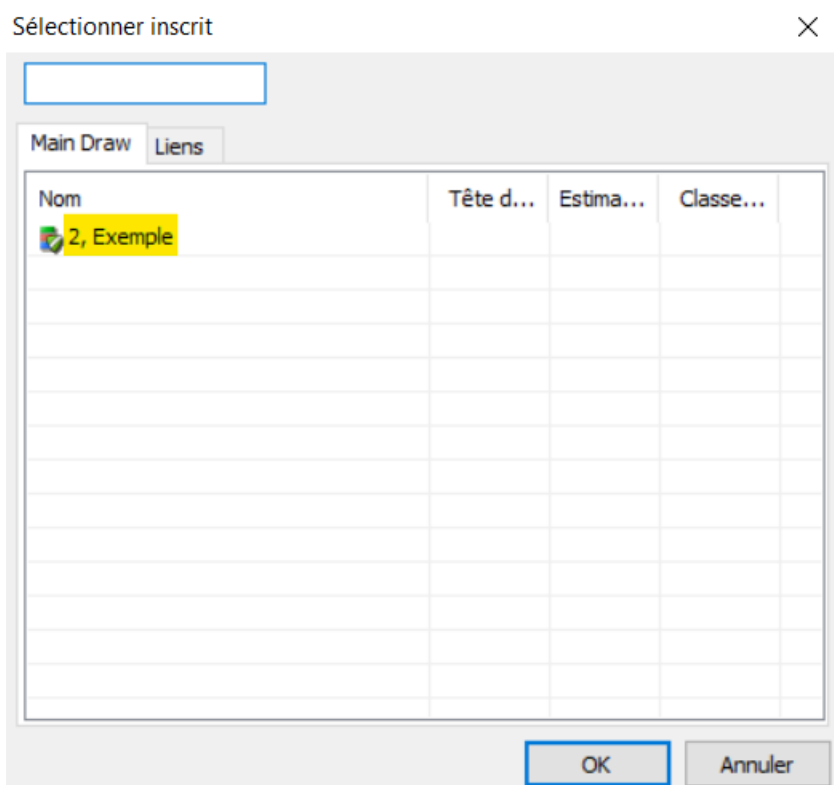 Sélectionner inscrit
Main Draw Liens
Nom Tête d... Estima... Classe...
2, Exemple
OK Annuler